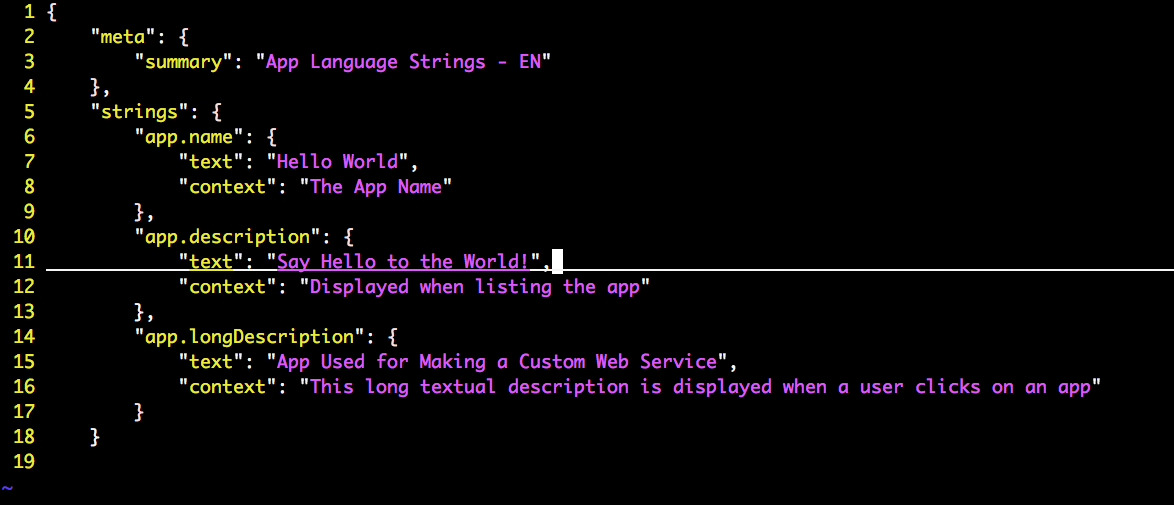 1 {
2     "meta": {
3         "summary": "App Language Strings - EN"
4     },
5     "strings": {
6         "app.name": {
7             "text": "Hello World",
8             "context": "The App Name"
9         },
10         "app.description": {
11             "text": "Say Hello to the World!",
12             "context": "Displayed when listing the app"
13         },
14         "app.longDescription": {
15             "text": "App Used for Making a Custom Web Service",
16             "context": "This long textual description is displayed when a user clicks on an app"
17         }
18     }
19
~